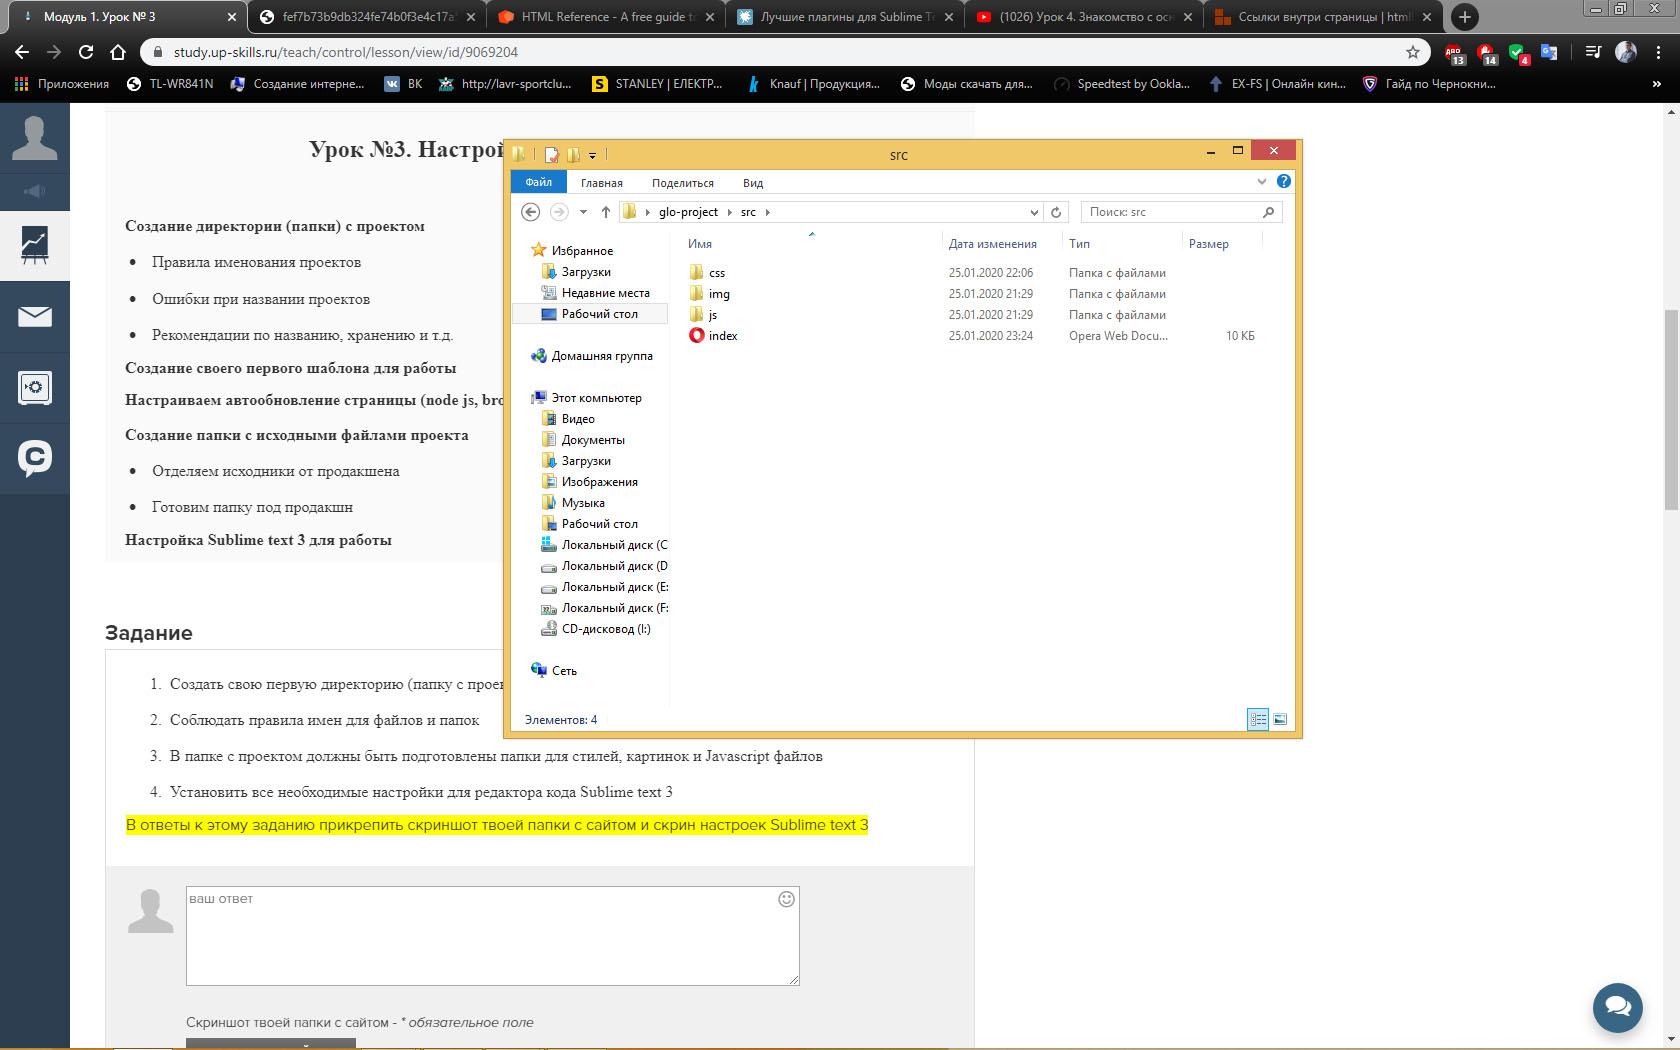 Модуль 1. Урок № 3
fef7b73b9db324fe74b0f3e4c17a
HTML Reference - A free guide to
Лучшие плагины для Sublime Te
(1026) Урок 4. Знакомство с осн
Ссылки внутри страницы | html
study.up-skills.ru/teach/control/lesson/view/id/9069204
13
14
4
Приложения
TL-WR841N
Создание интерне...
ВК
http://lavr-sportclu...
STANLEY | ЕЛЕКТР...
Knauf | Продукция...
Моды скачать для...
Speedtest by Ookla...
EX-FS | Онлайн кин...
Гайд по Чернокни...
»
Урок №3. Настрой
Создание директории (папки) с проектом
Правила именования проектов
Ошибки при названии проектов
Рекомендации по названию, хранению и т.д.
Создание своего первого шаблона для работы
Настраиваем автообновление страницы (node js, bro
Создание папки с исходными файлами проекта
Отделяем исходники от продакшена
Готовим папку под продакшн
Настройка Sublime text 3 для работы
src
Файл
Главная
Поделиться
Вид
glo-project
src
Поиск: src
Избранное
Загрузки
Недавние места
Рабочий стол
Домашняя группа
Этот компьютер
Видео
Документы
Загрузки
Изображения
Музыка
Рабочий стол
Локальный диск (C
Локальный диск (D
Локальный диск (E:
Локальный диск (F:
CD-дисковод (I:)
Сеть
Имя Дата изменения Тип Размер
css 25.01.2020 22:06 Папка с файлами
img 25.01.2020 21:29 Папка с файлами
js 25.01.2020 21:29 Папка с файлами
index 25.01.2020 23:24 Opera Web Docu... 10 КБ
Элементов: 4
Задание
1. Создать свою первую директорию (папку с проек
2. Соблюдать правила имен для файлов и папок
3. В папке с проектом должны быть подготовлены папки для стилей, картинок и Javascript файлов
4. Установить все необходимые настройки для редактора кода Sublime text 3
В ответы к этому заданию прикрепить скриншот твоей папки с сайтом и скрин настроек Sublime text 3
ваш ответ
Скриншот твоей папки с сайтом - * обязательное поле